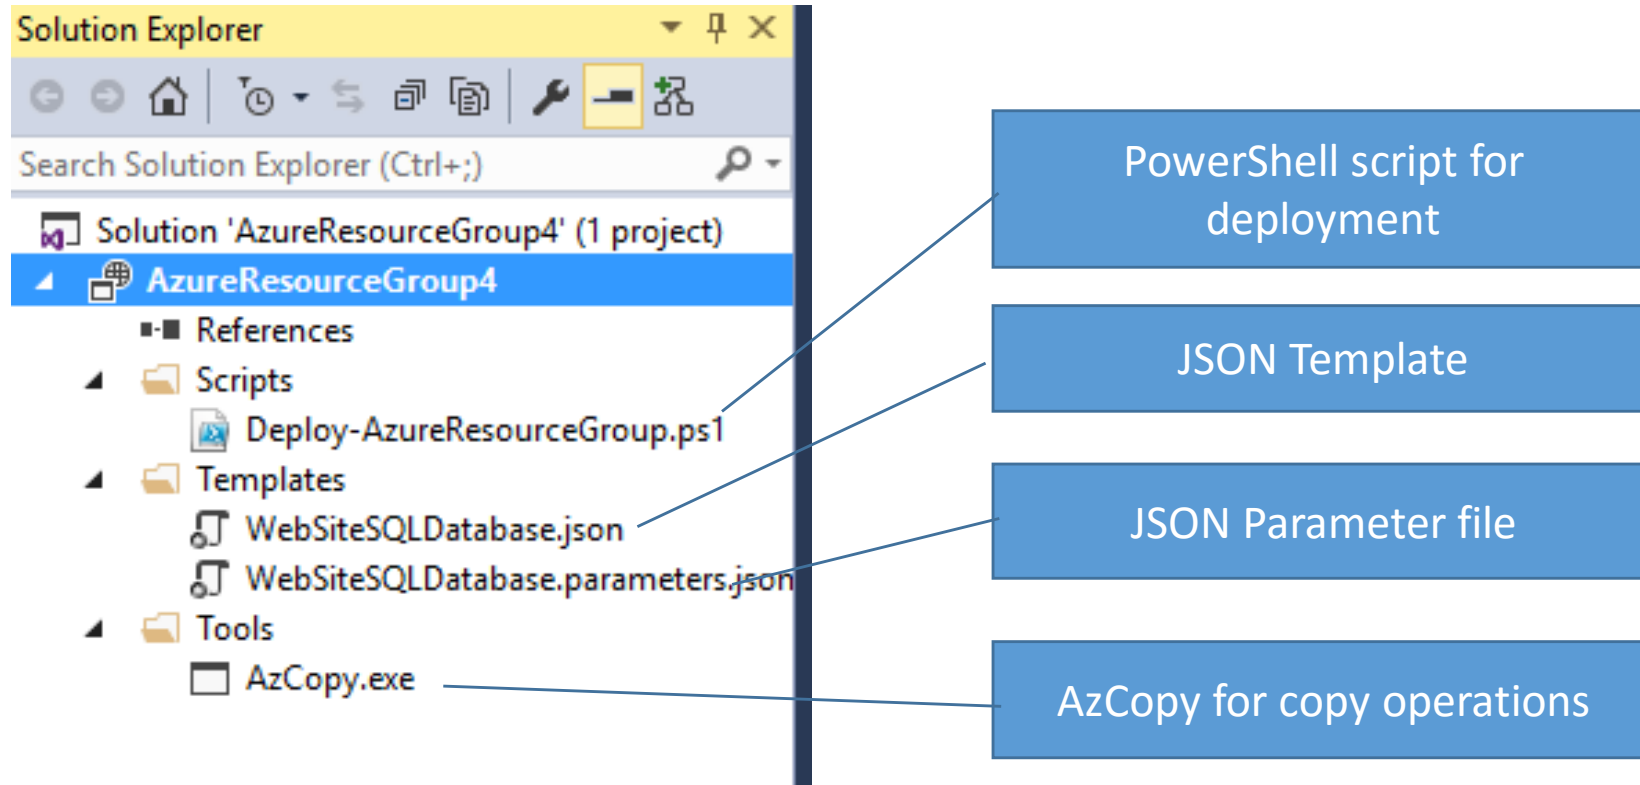 Solution Explorer
Search Solution Explorer (Ctrl+;)
Solution 'AzureResourceGroup4' (1 project)
AzureResourceGroup4
References
Scripts
Deploy-AzureResourceGroup.ps1
Templates
WebSiteSQLDatabase.json
WebSiteSQLDatabase.parameters.json
Tools
AzCopy.exe
PowerShell script for
deployment
JSON Template
JSON Parameter file
AzCopy for copy operations